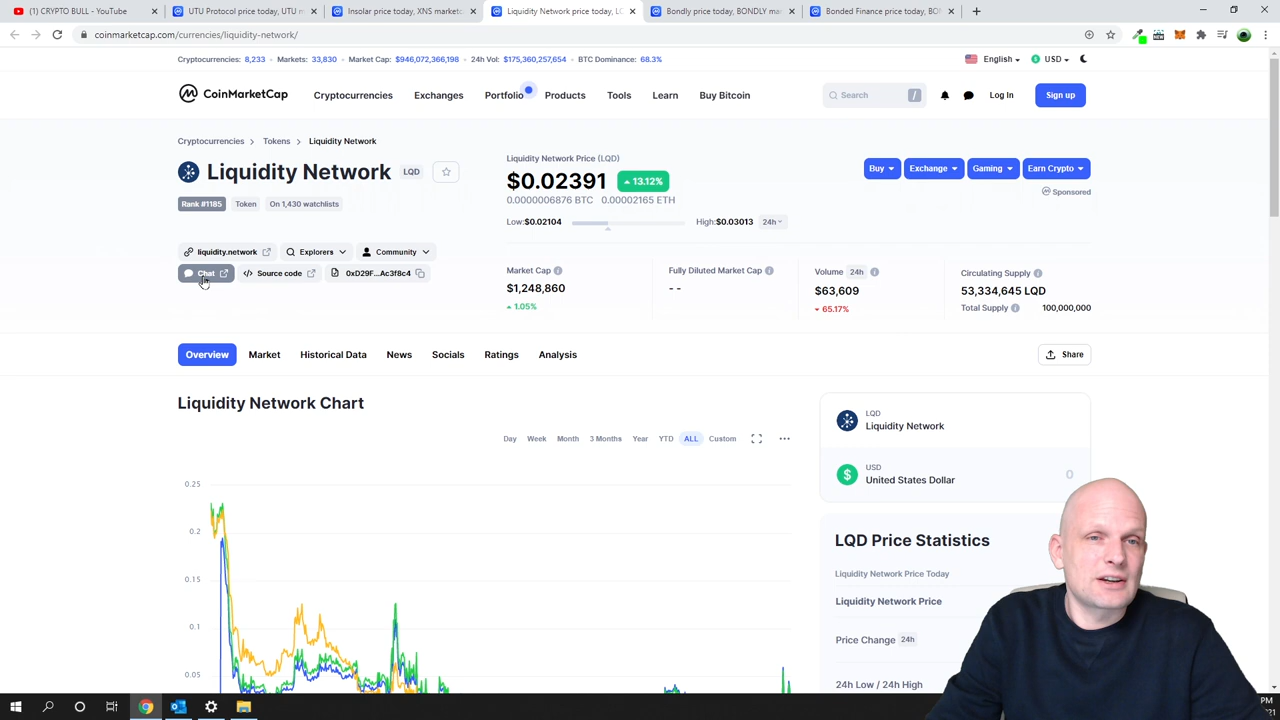 (1) CRYPTO BULL - YouTube
UTU Protocol price today, UTU m
Insolar price today, XNS market
Liquidity Network price today, LQ
Bondly price today, BONDLY mar
Bonded Finance price today, BON
coinmarketcap.com/currencies/liquidity-network/
Cryptocurrencies: 8,233 Markets: 33,830 Market Cap: $946,072,366,198 24h Vol: $175,360,257,654 BTC Dominance: 68.3%
English
USD
CoinMarketCap
Cryptocurrencies Exchanges Portfolio Products Tools Learn Buy Bitcoin
Search /
Log In
Sign up
Cryptocurrencies > Tokens > Liquidity Network
Liquidity Network LQD
Rank #1185 Token On 1,430 watchlists
liquidity.network Explorers Community
Chat Source code 0xD29F...Ac3f8c4
Liquidity Network Price (LQD)
$0.02391 13.12%
0.0000006876 BTC 0.00002165 ETH
Low:$0.02104 High:$0.03013 24h
Buy Exchange Gaming Earn Crypto
Sponsored
Market Cap
$1,248,860
1.05%
Fully Diluted Market Cap
- -
Volume 24h
$63,609
65.17%
Circulating Supply
53,334,645 LQD
Total Supply 100,000,000
Overview Market Historical Data News Socials Ratings Analysis
Share
Liquidity Network Chart
Day Week Month 3 Months Year YTD ALL Custom
0.25
0.2
0.15
0.1
0.05
LQD
Liquidity Network
USD
United States Dollar
0
LQD Price Statistics
Liquidity Network Price Today
Liquidity Network Price
Price Change 24h
24h Low / 24h High
PM